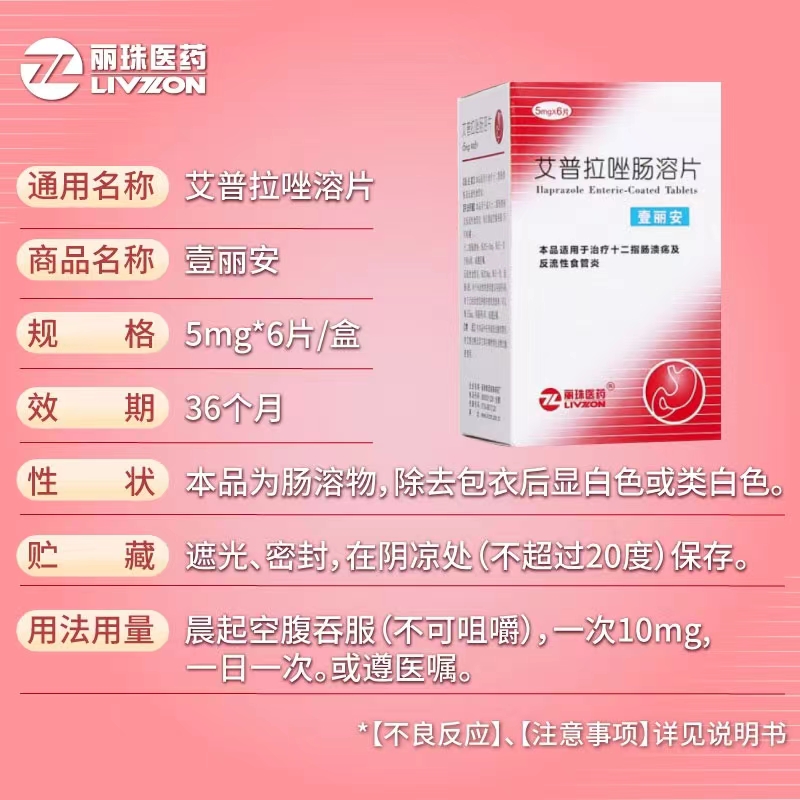 丽珠医药
LIVZON
5mg×6片
艾普拉唑肠溶片
Ilaprazole Enteric-Coated Tablets
壹丽安
本品适用于治疗十二指肠溃疡及
反流性食管炎
丽珠医药®
LIVZON
艾普拉唑肠溶片
通用名称 艾普拉唑溶片
商品名称 壹丽安
规格 5mg*6片/盒
效期 36个月
性状 本品为肠溶物,除去包衣后显白色或类白色。
贮藏 遮光、密封,在阴凉处(不超过20度)保存。
用法用量 晨起空腹吞服(不可咀嚼),一次10mg,
一日一次。或遵医嘱。
*【不良反应】、【注意事项】详见说明书